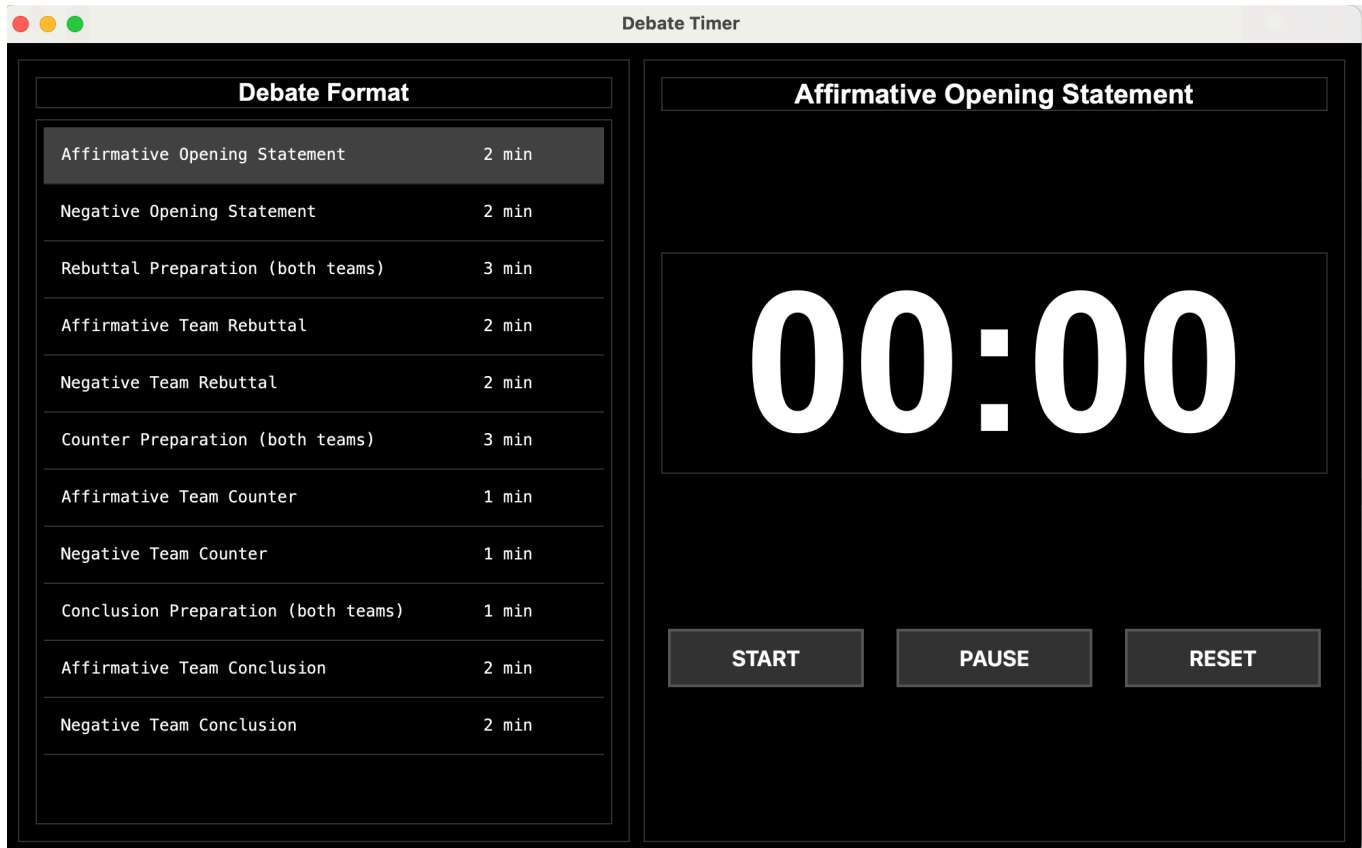 Debate Timer
Debate Format
Affirmative Opening Statement 2 min
Negative Opening Statement 2 min
Rebuttal Preparation (both teams) 3 min
Affirmative Team Rebuttal 2 min
Negative Team Rebuttal 2 min
Counter Preparation (both teams) 3 min
Affirmative Team Counter 1 min
Negative Team Counter 1 min
Conclusion Preparation (both teams) 1 min
Affirmative Team Conclusion 2 min
Negative Team Conclusion 2 min
Affirmative Opening Statement
00:00
START PAUSE RESET